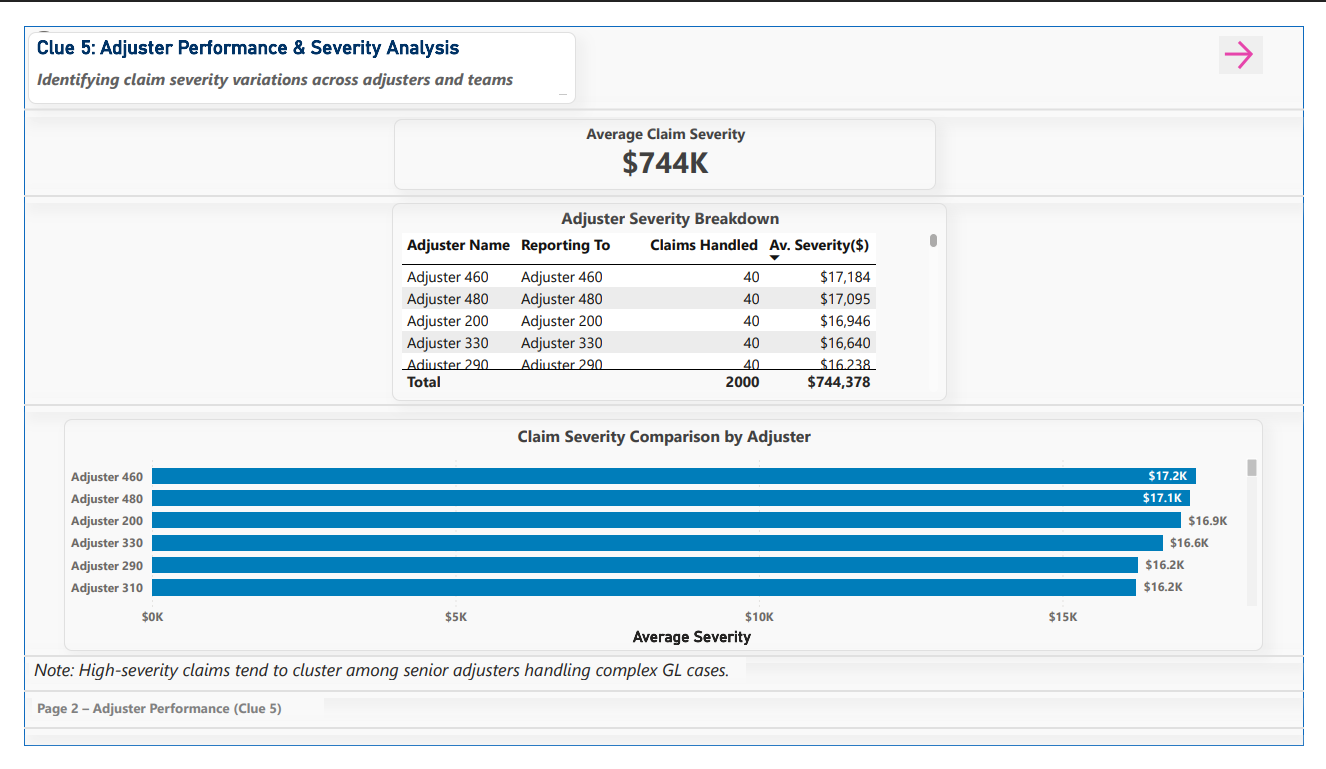 Clue 5: Adjuster Performance & Severity Analysis
Identifying claim severity variations across adjusters and teams
Average Claim Severity
$744K
Adjuster Severity Breakdown
Adjuster Name Reporting To Claims Handled Av. Severity($)
Adjuster 460 Adjuster 460 40 $17,184
Adjuster 480 Adjuster 480 40 $17,095
Adjuster 200 Adjuster 200 40 $16,946
Adjuster 330 Adjuster 330 40 $16,640
Adjuster 290 Adjuster 290 40 $16,238
Total 2000 $744,378
Claim Severity Comparison by Adjuster
Adjuster 460 $17.2K
Adjuster 480 $17.1K
Adjuster 200 $16.9K
Adjuster 330 $16.6K
Adjuster 290 $16.2K
Adjuster 310 $16.2K
$0K $5K $10K $15K
Average Severity
Note: High-severity claims tend to cluster among senior adjusters handling complex GL cases.
Page 2 – Adjuster Performance (Clue 5)